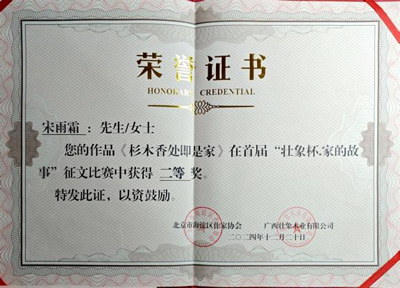 荣誉证书
HONORARY CREDENTIAL
宋雨霜：先生/女士
您的作品《杉木香处即是家》在首届“壮象杯·家的故
事”征文比赛中获得 二等 奖。
特发此证，以资鼓励。
北京市海淀区作家协会 广西壮象木业有限公司
二〇二四年十二月二十日